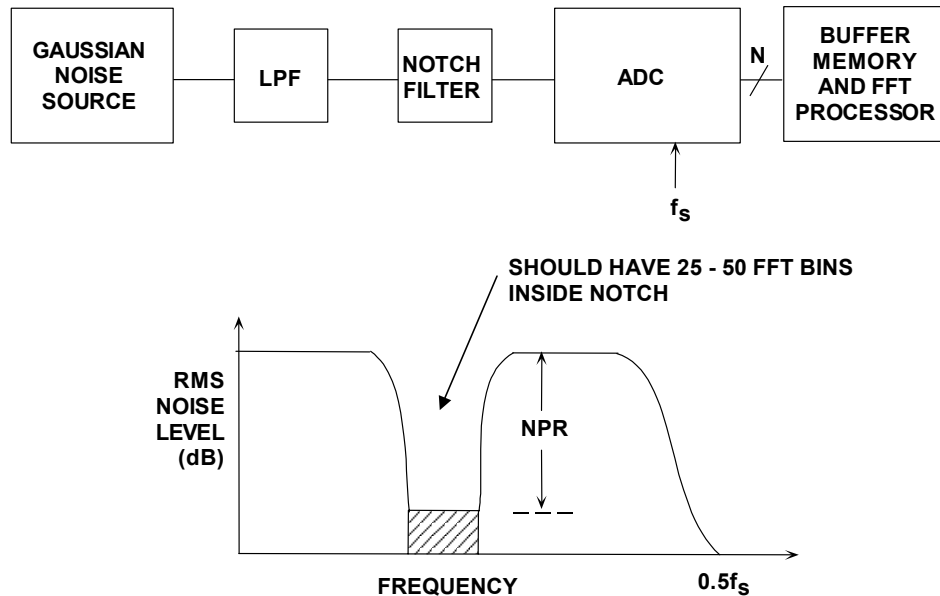 GAUSSIAN
NOISE
SOURCE
LPF
NOTCH
FILTER
ADC
N
BUFFER
MEMORY
AND FFT
PROCESSOR
fs
SHOULD HAVE 25 - 50 FFT BINS
INSIDE NOTCH
RMS
NOISE
LEVEL
(dB)
NPR
FREQUENCY
0.5fs